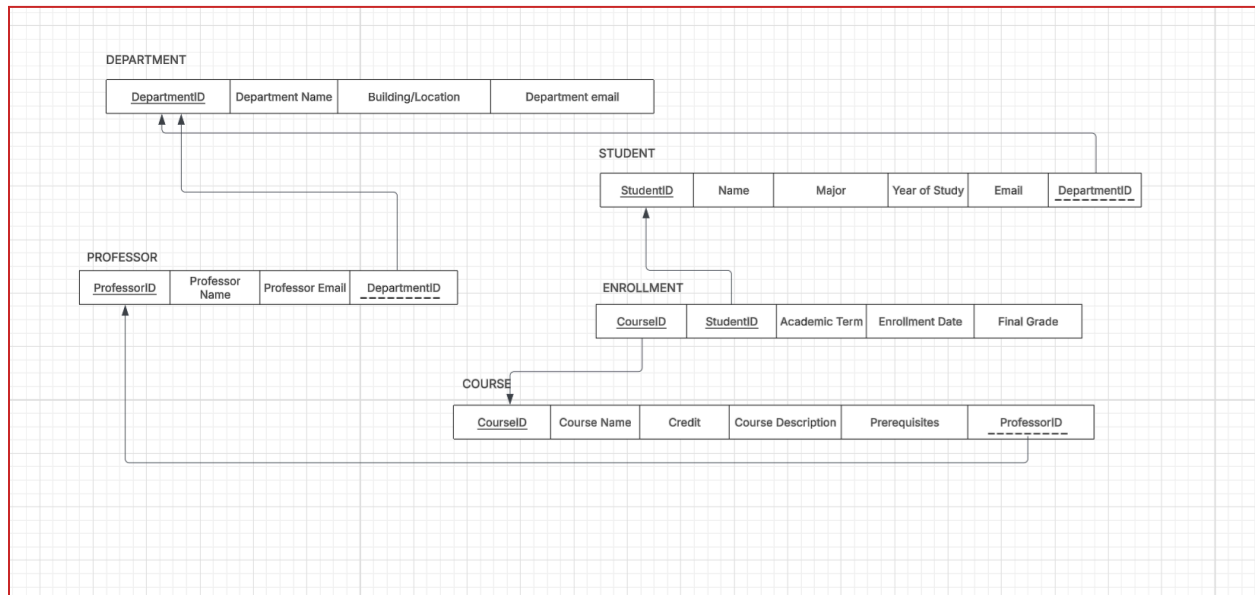 DEPARTMENT
DepartmentID Department Name Building/Location Department email
STUDENT
StudentID Name Major Year of Study Email DepartmentID
PROFESSOR
ProfessorID Professor Name Professor Email DepartmentID
ENROLLMENT
CourseID StudentID Academic Term Enrollment Date Final Grade
COURSE
CourseID Course Name Credit Course Description Prerequisites ProfessorID